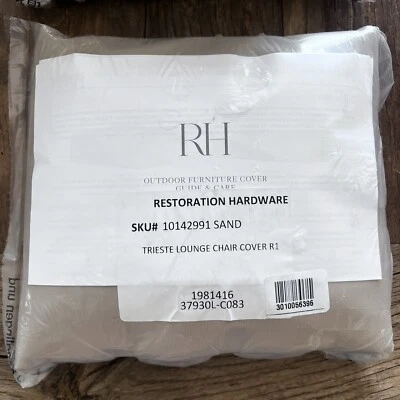 RH
OUTDOOR FURNITURE COVER
GUIDE & CARE
RESTORATION HARDWARE
SKU# 10142991 SAND
TRIESTE LOUNGE CHAIR COVER R1
1981416
37930L-C083
3010056396